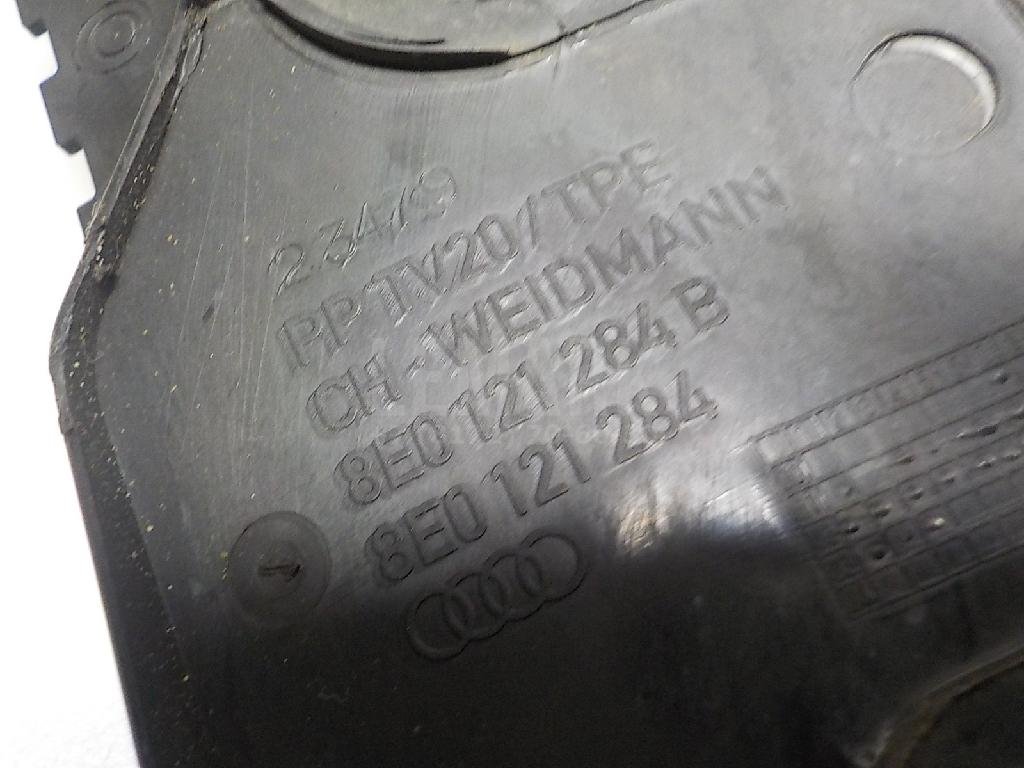 2.34/9
PP TV20/TPE
CH-WEIDMANN
8E0 121 284 B
8E0 121 284